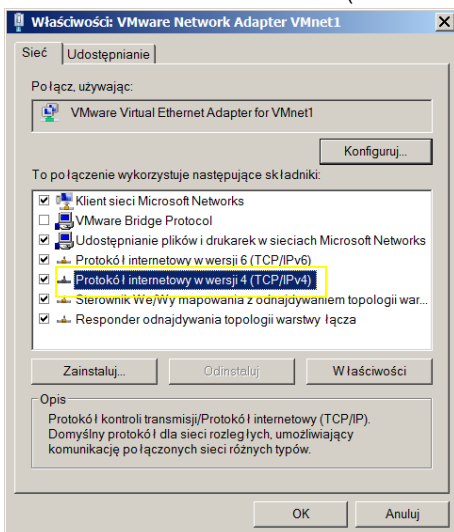 Właściwości: VMware Network Adapter VMnet1
Sieć
Udostępnianie
Połącz, używając:
VMware Virtual Ethernet Adapter for VMnet1
Konfiguruj...
To połączenie wykorzystuje następujące składniki:
Klient sieci Microsoft Networks
VMware Bridge Protocol
Udostępnianie plików i drukarek w sieciach Microsoft Networks
Protokół internetowy w wersji 6 (TCP/IPv6)
Protokół internetowy w wersji 4 (TCP/IPv4)
Sterownik We/Wy mapowania z odnajdywaniem topologii war...
Responder odnajdywania topologii warstwy łącza
Zainstaluj...
Odinstaluj
Właściwości
Opis
Protokół kontroli transmisji/Protokół internetowy (TCP/IP).
Domyślny protokół dla sieci rozległych, umożliwiający
komunikację połączonych sieci różnych typów.
OK
Anuluj